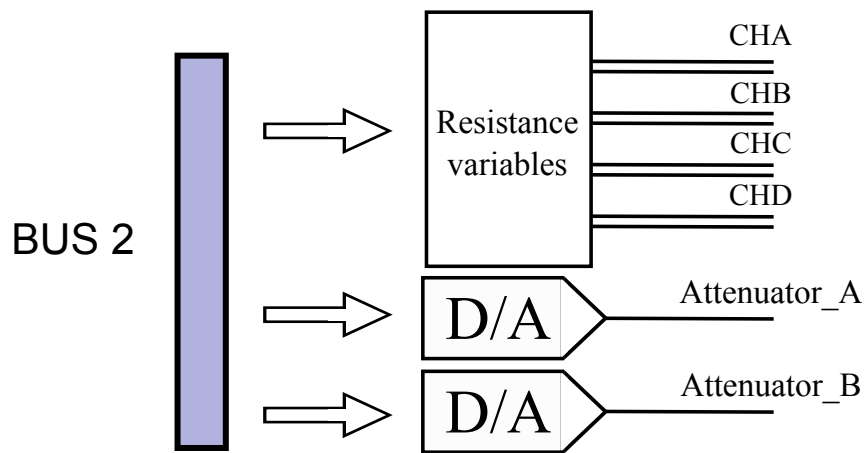 BUS 2
Resistance
variables
CHA
CHB
CHC
CHD
D/A
Attenuator_A
D/A
Attenuator_B